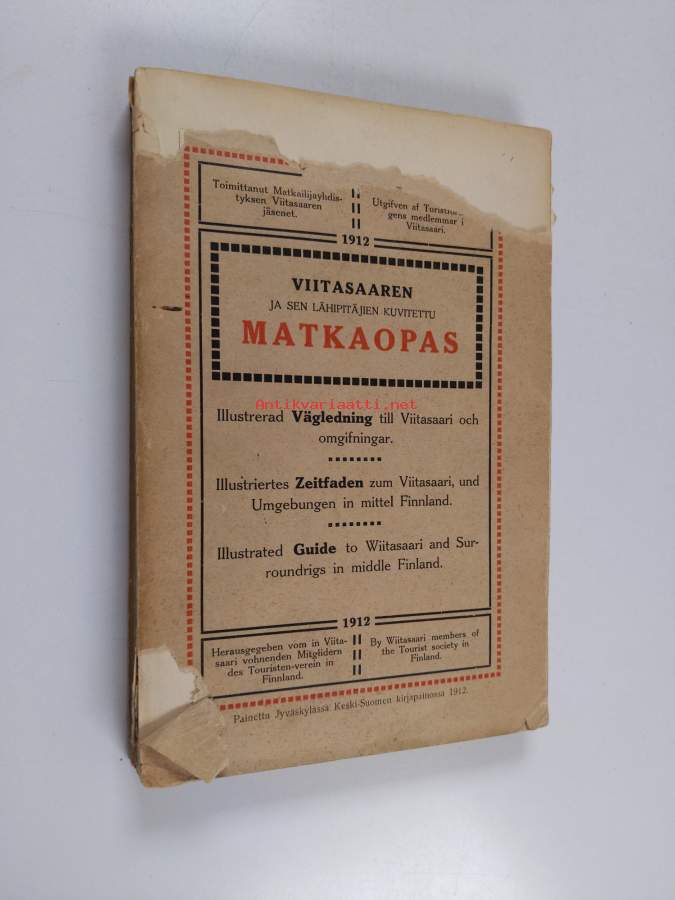 Toimittanut Matkailijayhdis-
tyksen Viitasaaren
jäsenet.
Utgifven af
gens medlemmar i
Viitasaari.
1912
VIITASAAREN
JA SEN LÄHIPITÄJIEN KUVITETTU
MATKAOPAS
Antikvariaatti.net
Illustrerad Vägledning till Viitasaari och
omgifningar.
Illustriertes Zeitfaden zum Viitasaari, und
Umgebungen in mittel Finnland.
Illustrated Guide to Wiitasaari and Sur-
roundrigs in middle Finland.
1912
Herausgegeben vom in Viita-
saari vohnenden Mitglidern
des Touristen-verein in
Finnland.
By Wiitasaari members of
the Tourist society in
Finland.
Painettu Jyväskylässä Keski-Suomen kirjapainossa 1912.